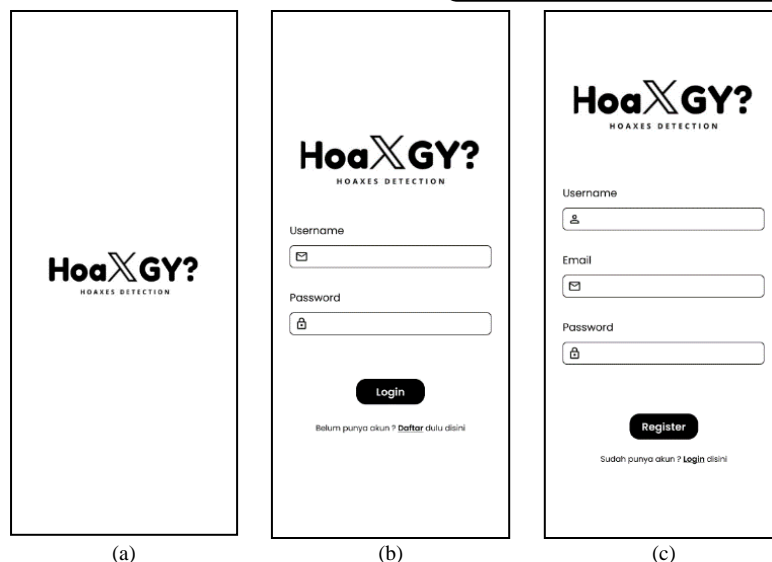 HoaXGY?
HOAXES DETECTION
(a)
HoaXGY?
HOAXES DETECTION
Username
Password
Login
Belum punya akun ? Daftar dulu disini
(b)
HoaXGY?
HOAXES DETECTION
Username
Email
Password
Register
Sudah punya akun ? Login disini
(c)